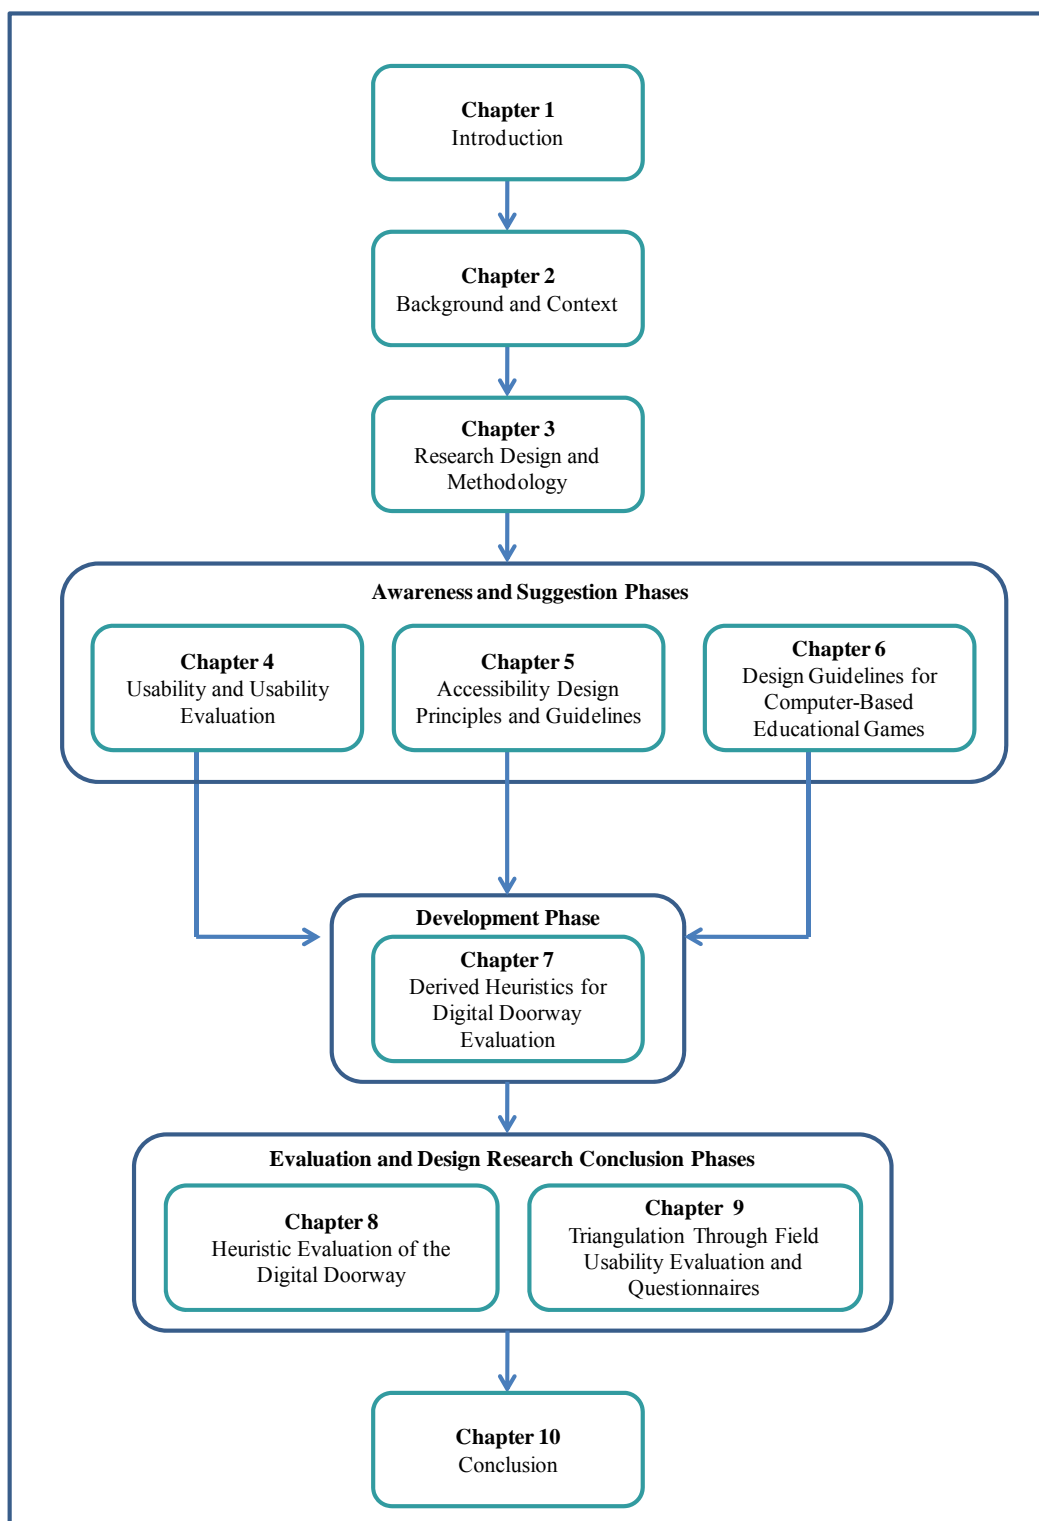 Chapter 1
Introduction
Chapter 2
Background and Context
Chapter 3
Research Design and
Methodology
Awareness and Suggestion Phases
Chapter 4
Usability and Usability
Evaluation
Chapter 5
Accessibility Design
Principles and Guidelines
Chapter 6
Design Guidelines for
Computer-Based
Educational Games
Development Phase
Chapter 7
Derived Heuristics for
Digital Doorway
Evaluation
Evaluation and Design Research Conclusion Phases
Chapter 8
Heuristic Evaluation of the
Digital Doorway
Chapter 9
Triangulation Through Field
Usability Evaluation and
Questionnaires
Chapter 10
Conclusion